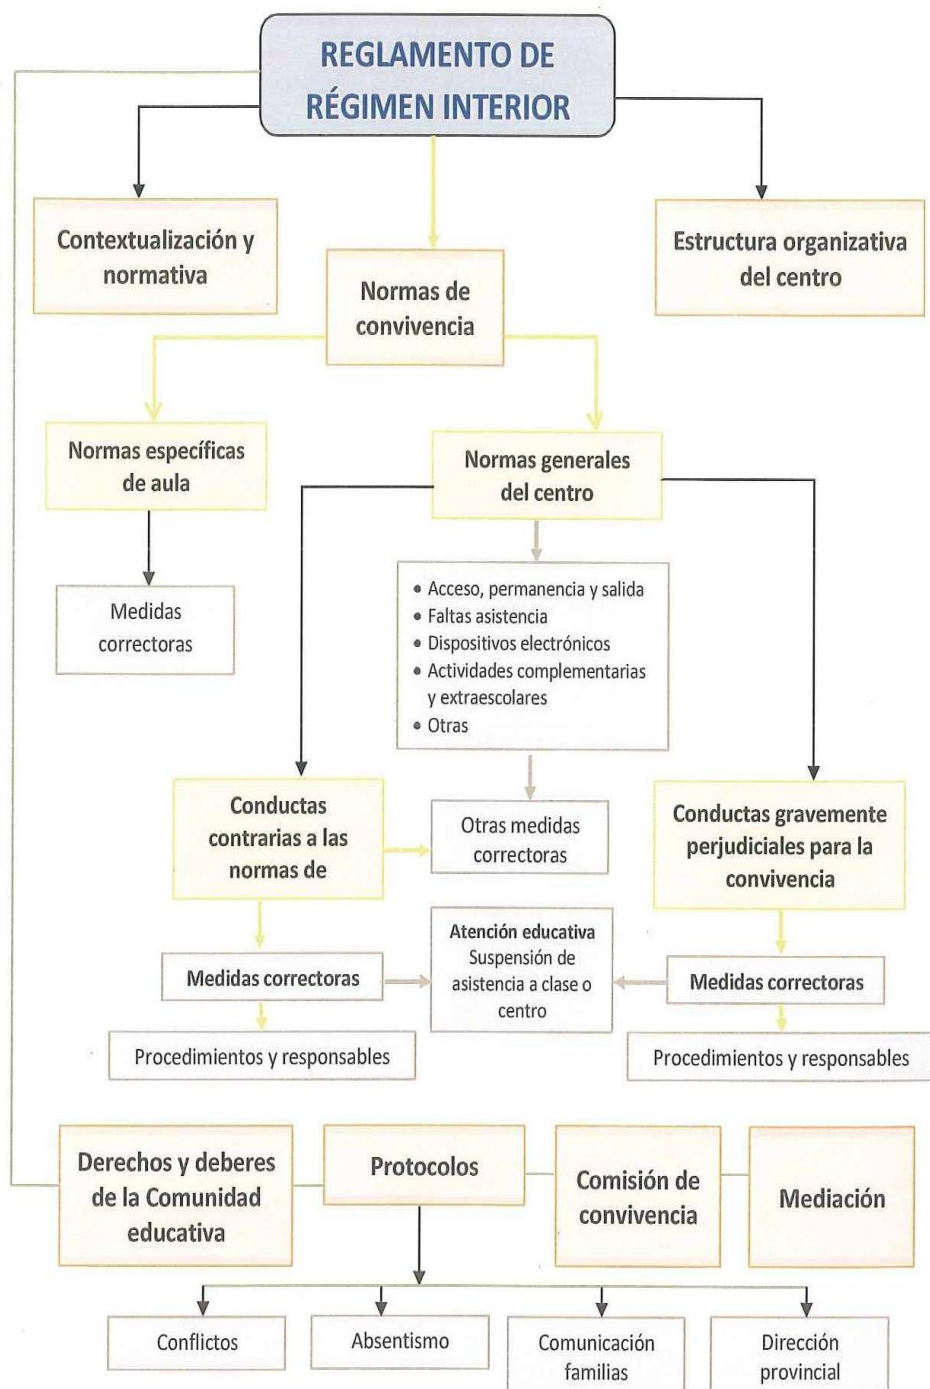 REGLAMENTO DE
RÉGIMEN INTERIOR
Contextualización y
normativa
Normas de
convivencia
Estructura organizativa
del centro
Normas específicas
de aula
Normas generales
del centro
Medidas
correctoras
• Acceso, permanencia y salida
• Faltas asistencia
• Dispositivos electrónicos
• Actividades complementarias
y extraescolares
• Otras
Conductas
contrarias a las
normas de
Otras medidas
correctoras
Conductas gravemente
perjudiciales para la
convivencia
Atención educativa
Suspensión de
asistencia a clase o
centro
Medidas correctoras
Medidas correctoras
Procedimientos y responsables
Procedimientos y responsables
Derechos y deberes
de la Comunidad
educativa
Protocolos
Comisión de
convivencia
Mediación
Conflictos
Absentismo
Comunicación
familias
Dirección
provincial